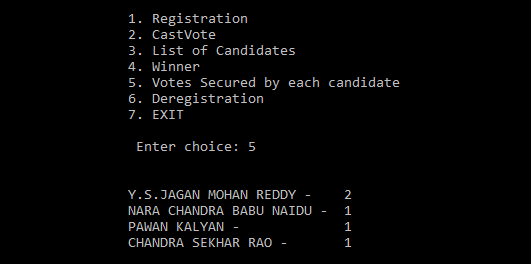 1. Registration
2. CastVote
3. List of Candidates
4. Winner
5. Votes Secured by each candidate
6. Deregistration
7. EXIT
Enter choice: 5
Y.S.JAGAN MOHAN REDDY - 2
NARA CHANDRA BABU NAIDU - 1
PAWAN KALYAN - 1
CHANDRA SEKHAR RAO - 1